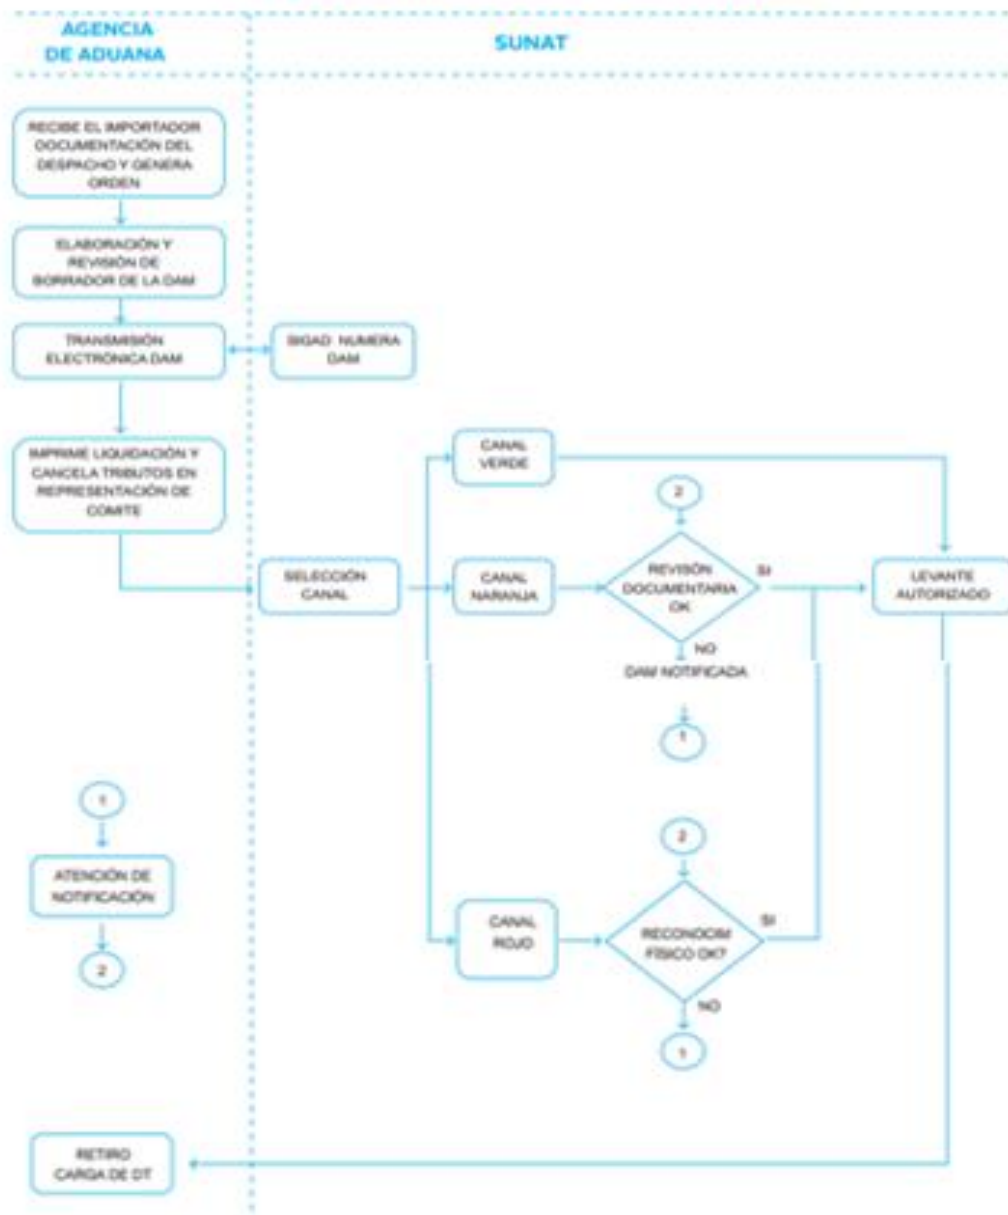 AGENCIA
DE ADUANA
SUNAT
RECIBE EL IMPORTADOR
DOCUMENTACIÓN DEL
DESPACHO Y GENERA
ORDEN
ELABORACIÓN Y
REVISIÓN DE
BORRADOR DE LA DAM
TRANSMISIÓN
ELECTRÓNICA DAM
SIGAD NUMERA
DAM
IMPRIME LIQUIDACIÓN Y
CANCELA TRIBUTOS EN
REPRESENTACIÓN DE
COMITE
SELECCIÓN
CANAL
CANAL
VERDE
2
CANAL
NARANJA
REVISÓN
DOCUMENTARIA
OK
SI
LEVANTE
AUTORIZADO
NO
DAM NOTIFICADA
1
1
ATENCIÓN DE
NOTIFICACIÓN
2
2
CANAL
ROJO
RECONOCIM
FÍSICO OK?
SI
NO
1
RETIRO
CARGA DE DT